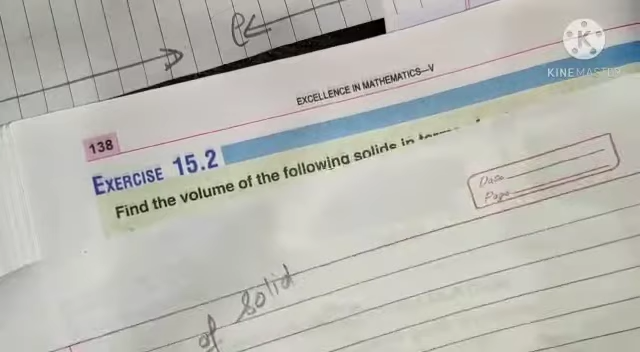 P
KINEMASTER
EXCELLENCE IN MATHEMATICS—V
138
EXERCISE 15.2
Find the volume of the following solids in
Date
Page
of solid